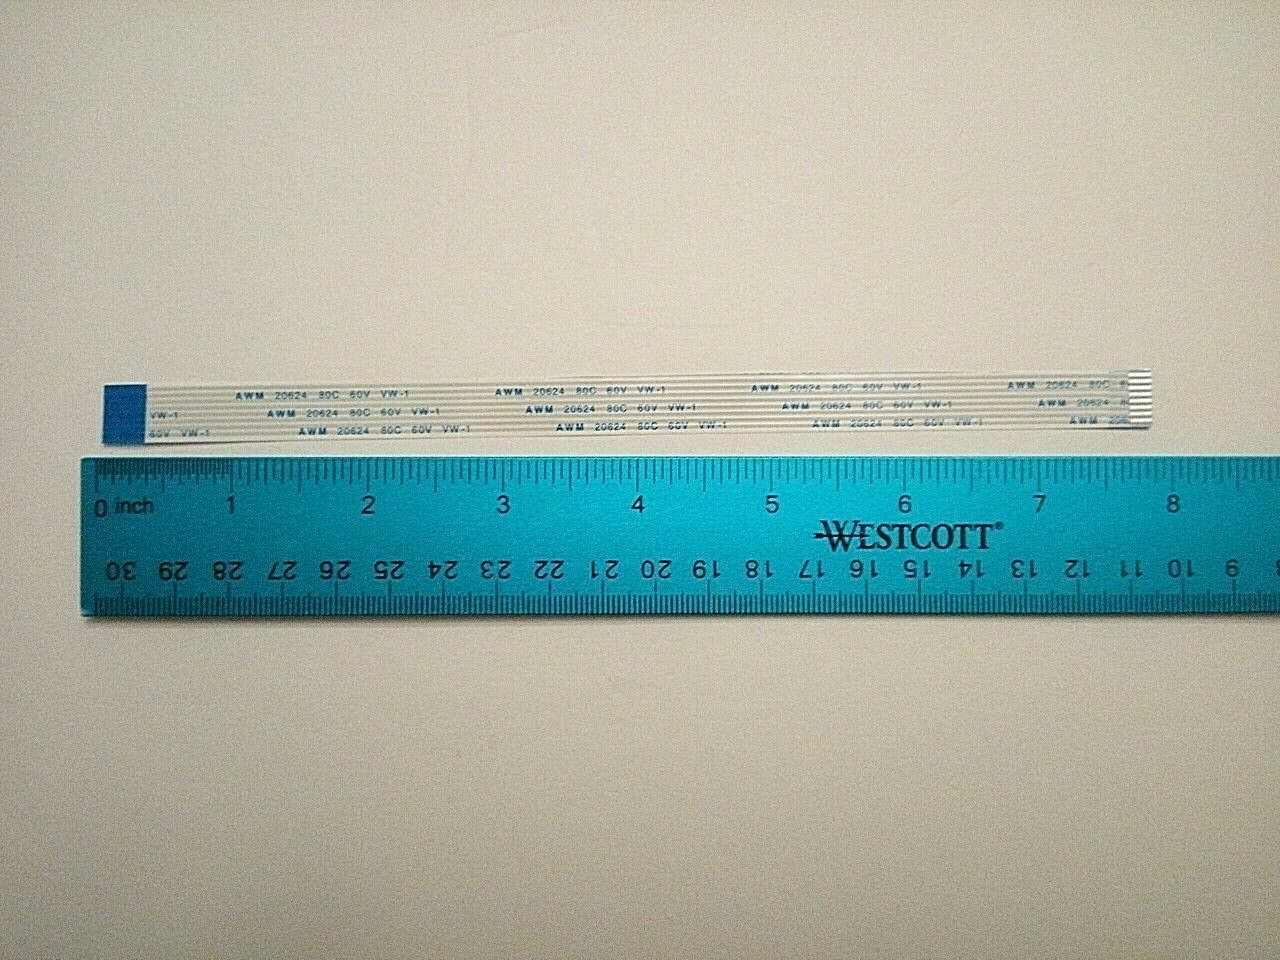 AWM 20624 80C 60V VW-1 AWM 20624 80C 60V VW-1 AWM 20624 80C 60V VW-1 AWM 20624 80C
VW-1 AWM 20624 80C 60V VW-1 AWM 20624 80C 60V VW-1 AWM 20624 80C 60V VW-1 AWM 20624
60V VW-1 AWM 20624 80C 60V VW-1 AWM 20624 80C 60V VW-1 AWM 20624 80C 60V VW-1 AWM
0 inch 1 2 3 4 5 6 7 8
WESTCOTT®
30 29 28 27 26 25 24 23 22 21 20 19 18 17 16 15 14 13 12 11 10 9